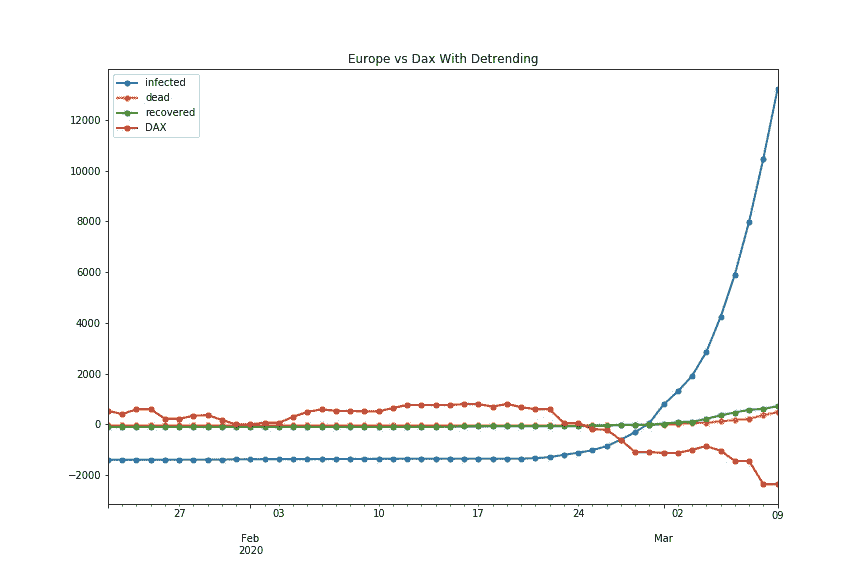 Europe vs Dax With Detrending
infected
dead
recovered
DAX
12000
10000
8000
6000
4000
2000
0
−2000
27 03 10 17 24 02 09
Feb Mar
2020